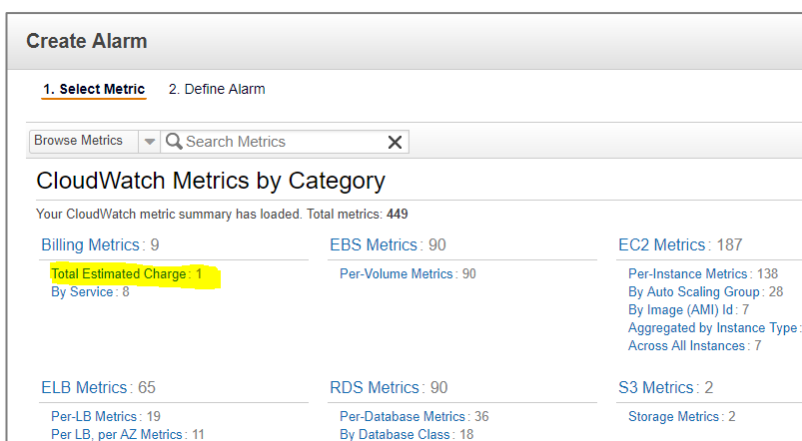 Create Alarm
1. Select Metric 2. Define Alarm
Browse Metrics Search Metrics
CloudWatch Metrics by Category
Your CloudWatch metric summary has loaded. Total metrics: 449
Billing Metrics: 9 EBS Metrics: 90 EC2 Metrics: 187
Total Estimated Charge: 1 Per-Volume Metrics: 90 Per-Instance Metrics: 138
By Service: 8 By Auto Scaling Group: 28
By Image (AMI) Id: 7
Aggregated by Instance Type:
Across All Instances: 7
ELB Metrics: 65 RDS Metrics: 90 S3 Metrics: 2
Per-LB Metrics: 19 Per-Database Metrics: 36 Storage Metrics: 2
Per LB, per AZ Metrics: 11 By Database Class: 18